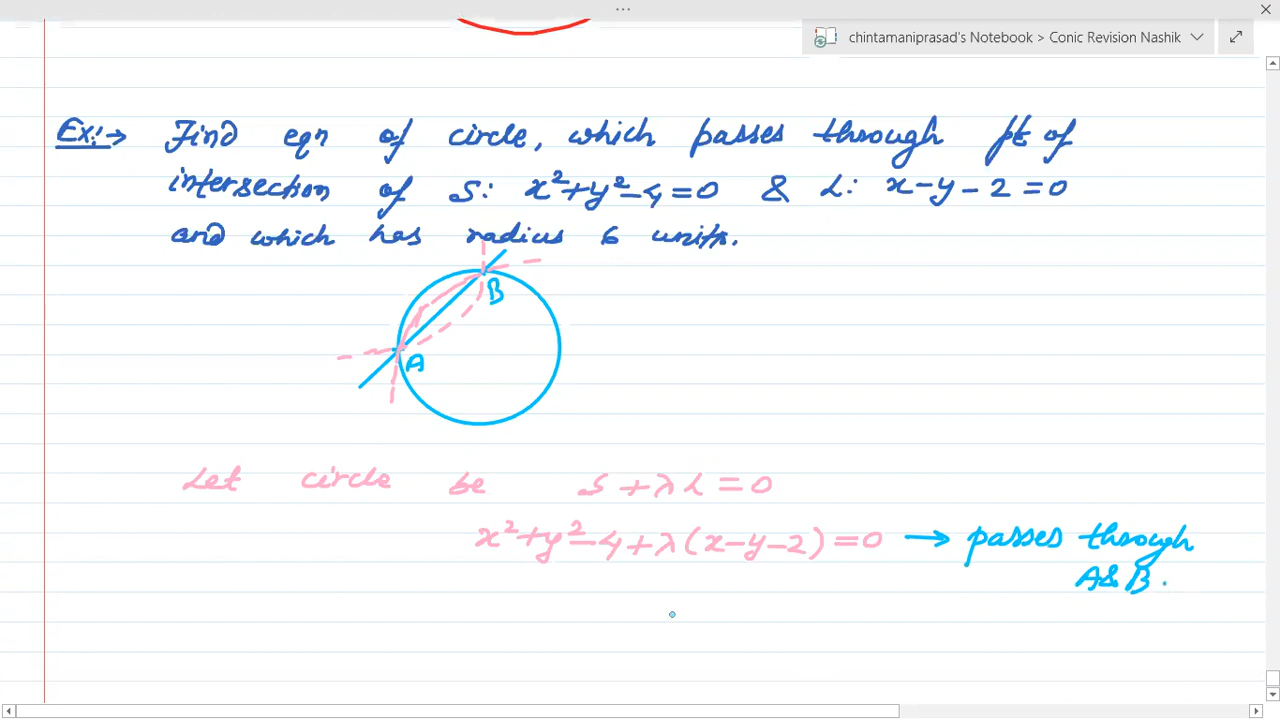 ...
chintamaniprasad's Notebook > Conic Revision Nashik
Ex:→ Find eqn of circle, which passes through pt of
intersection of S: x²+y²-4=0 & L: x-y-2=0
and which has radius 6 units.
B
A
Let circle be S+λL=0
x²+y²-4+λ(x-y-2)=0 → passes through
A&B.